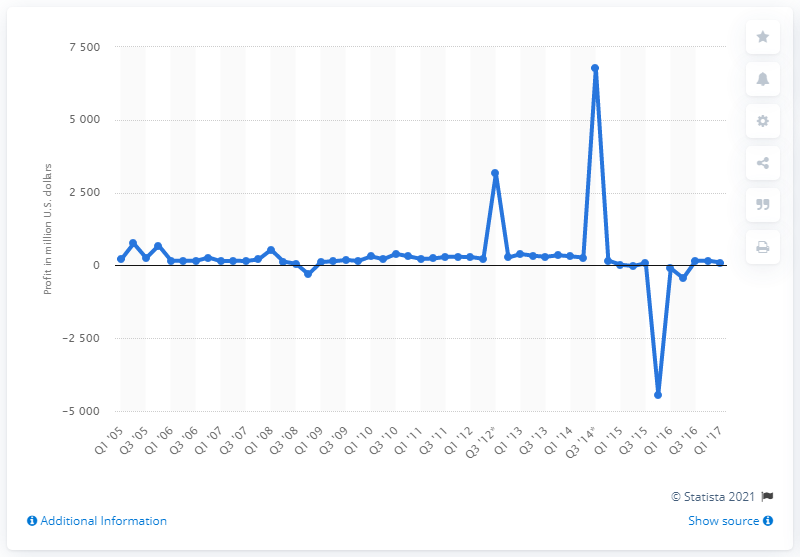 7 500
5 000
2 500
0
−2 500
−5 000
Profit in million U.S. dollars
Q1 '05
Q3 '05
Q1 '06
Q3 '06
Q1 '07
Q3 '07
Q1 '08
Q3 '08
Q1 '09
Q3 '09
Q1 '10
Q3 '10
Q1 '11
Q3 '11
Q1 '12
Q3 '12*
Q1 '13
Q3 '13
Q1 '14
Q3 '14*
Q1 '15
Q3 '15
Q1 '16
Q3 '16
Q1 '17
© Statista 2021
Additional Information
Show source